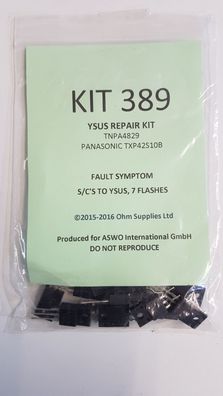 KIT 389
YSUS REPAIR KIT
TNPA4829
PANASONIC TXP42S10B
FAULT SYMPTOM
S/C'S TO YSUS, 7 FLASHES
©2015-2016 Ohm Supplies Ltd
Produced for ASWO International GmbH
DO NOT REPRODUCE